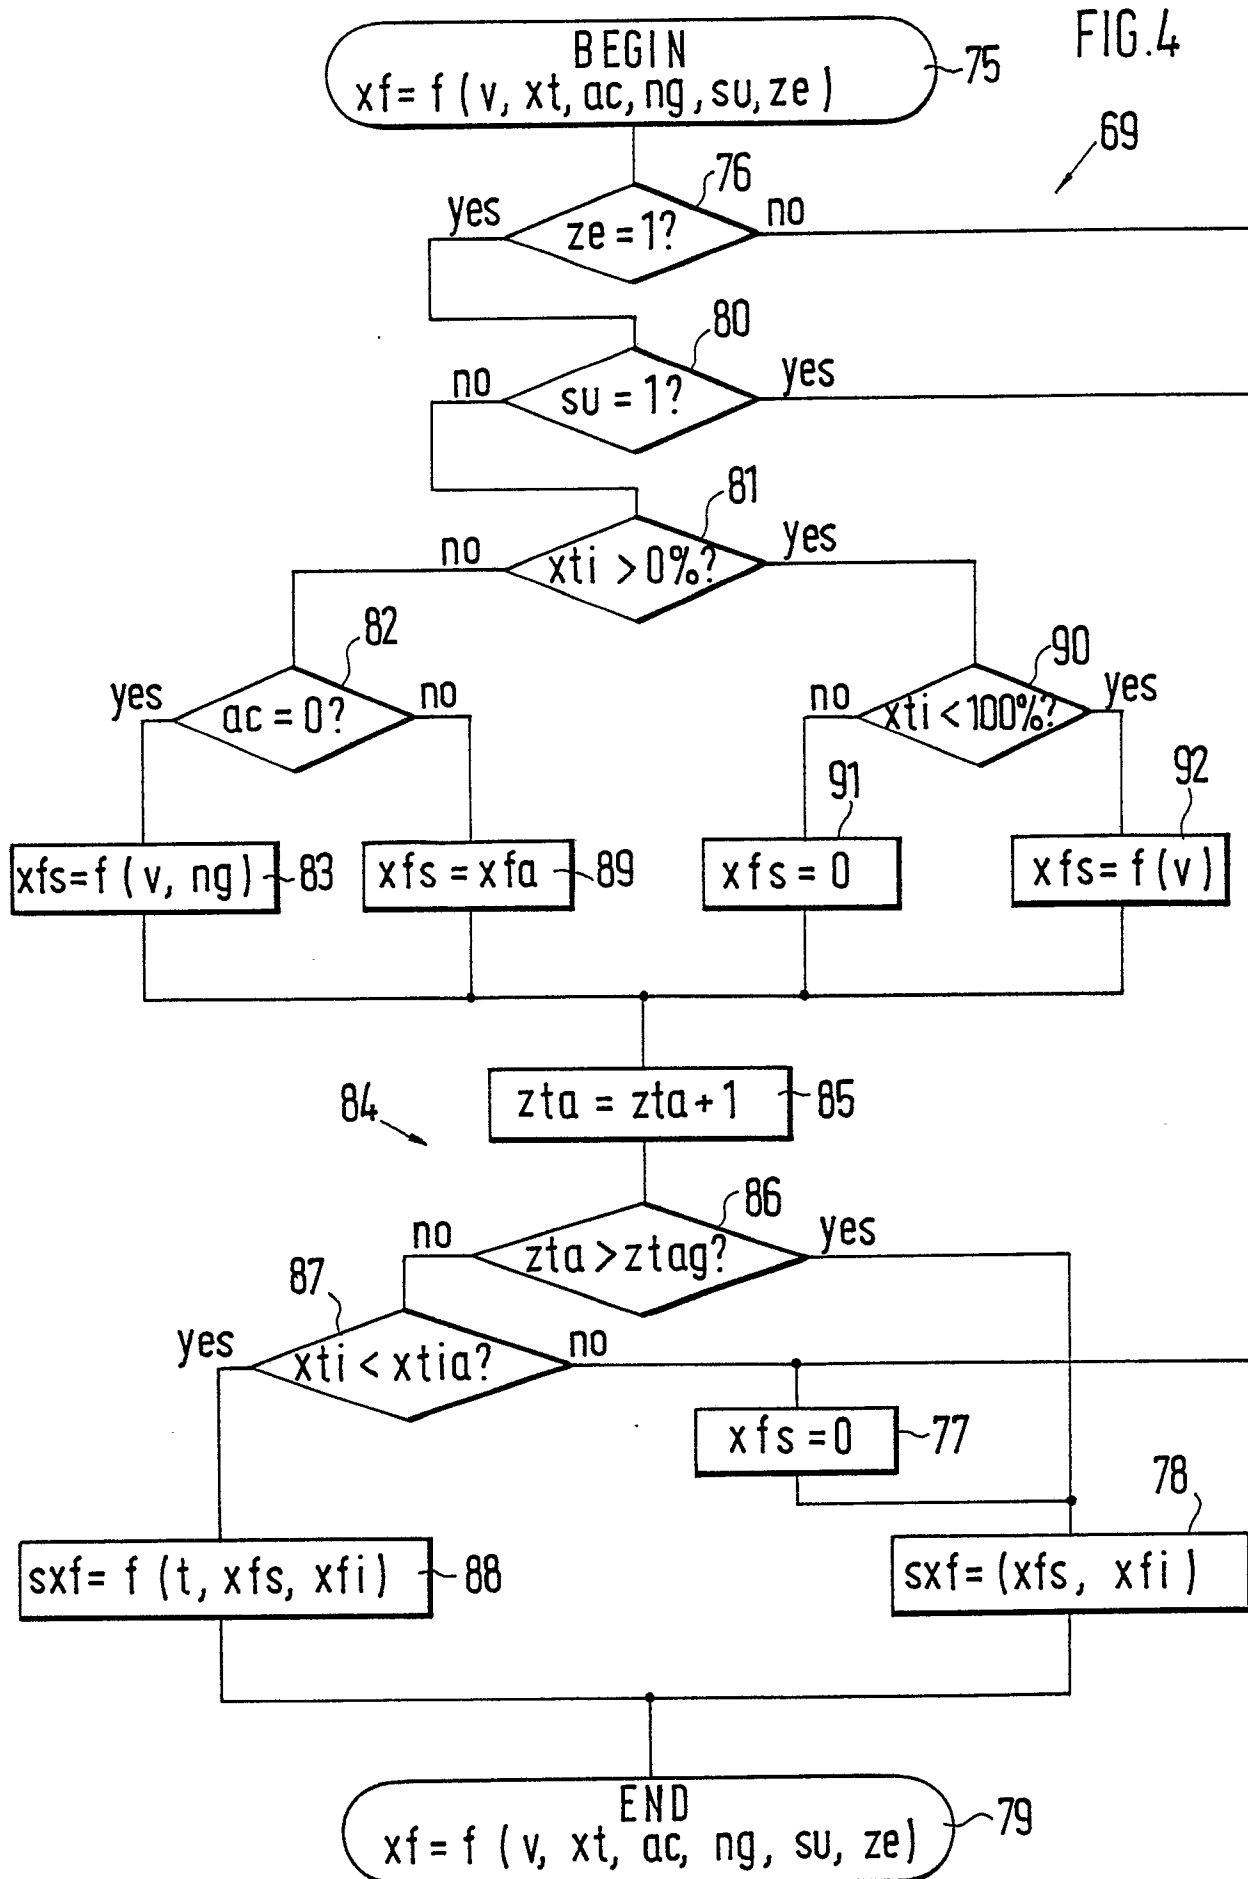 FIG.4
BEGIN
xf= f ( v, xt, ac, ng, su, ze )
75
69
76
yes
ze = 1?
no
80
no
su = 1?
yes
81
no
xti > 0%?
yes
82
90
yes
ac = 0?
no
no
xti < 100%?
yes
91
92
xfs= f ( v, ng )
83
xfs = xfa
89
xfs = 0
xfs= f ( v )
84
zta = zta + 1
85
86
no
zta > ztag?
yes
87
yes
xti < xtia?
no
xfs = 0
77
78
sxf= f ( t, xfs, xfi )
88
sxf= (xfs, xfi )
END
xf = f ( v, xt, ac, ng, su, ze )
79